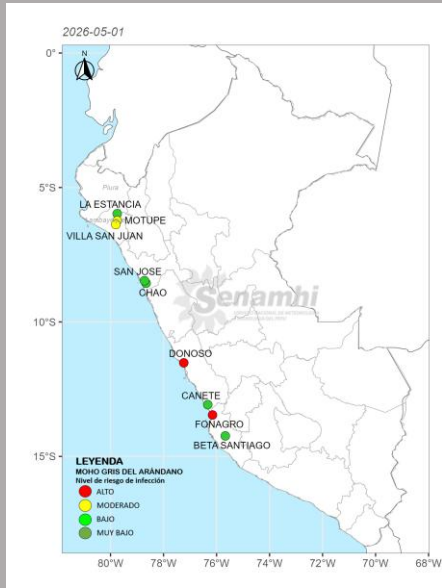 2026-05-01
N
0°
5°S
10°S
15°S
Piura
LA ESTANCIA
MOTUPE
VILLA SAN JUAN
SAN JOSE
CHAO
Senamhi
DONOSO
CANETE
FONAGRO
BETA SANTIAGO
LEYENDA
MOHO GRIS DEL ARÁNDANO
Nivel de riesgo de infección
ALTO
MODERADO
BAJO
MUY BAJO
80°W 78°W 76°W 74°W 72°W 70°W 68°W